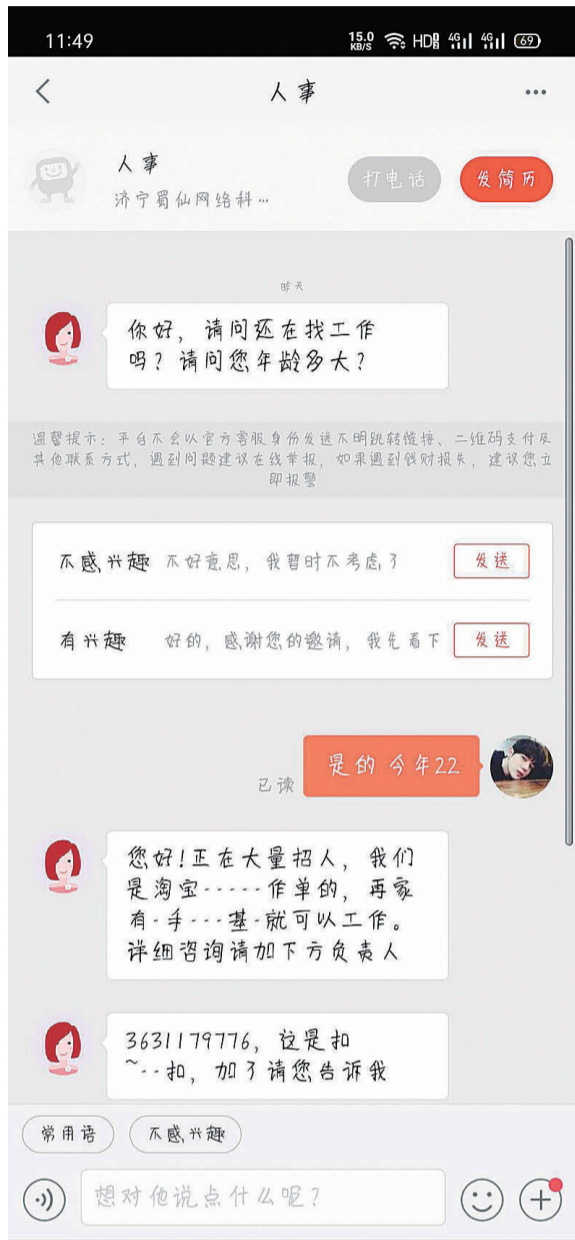 11:49
15.0 KB/S HD 4G 4G 69
人事
人事
打电话
发简历
济宁蜀仙网络科…
昨天
你好，请问还在找工作
吗？请问您年龄多大？
温馨提示：平台不会以官方客服身份发送不明跳转链接、二维码支付及
其他联系方式，遇到问题建议在线举报，如果遇到钱财损失，建议您立
即报警
不感兴趣 不好意思，我暂时不考虑了 发送
有兴趣 好的，感谢您的邀请，我先看下 发送
是的 今年22
已读
您好！正在大量招人，我们
是淘宝-----作单的，再家
有-手---基-就可以工作。
详细咨询请加下方负责人
3631179776，这是扣
~--扣，加了请您告诉我
常用语
不感兴趣
想对他说点什么呢？